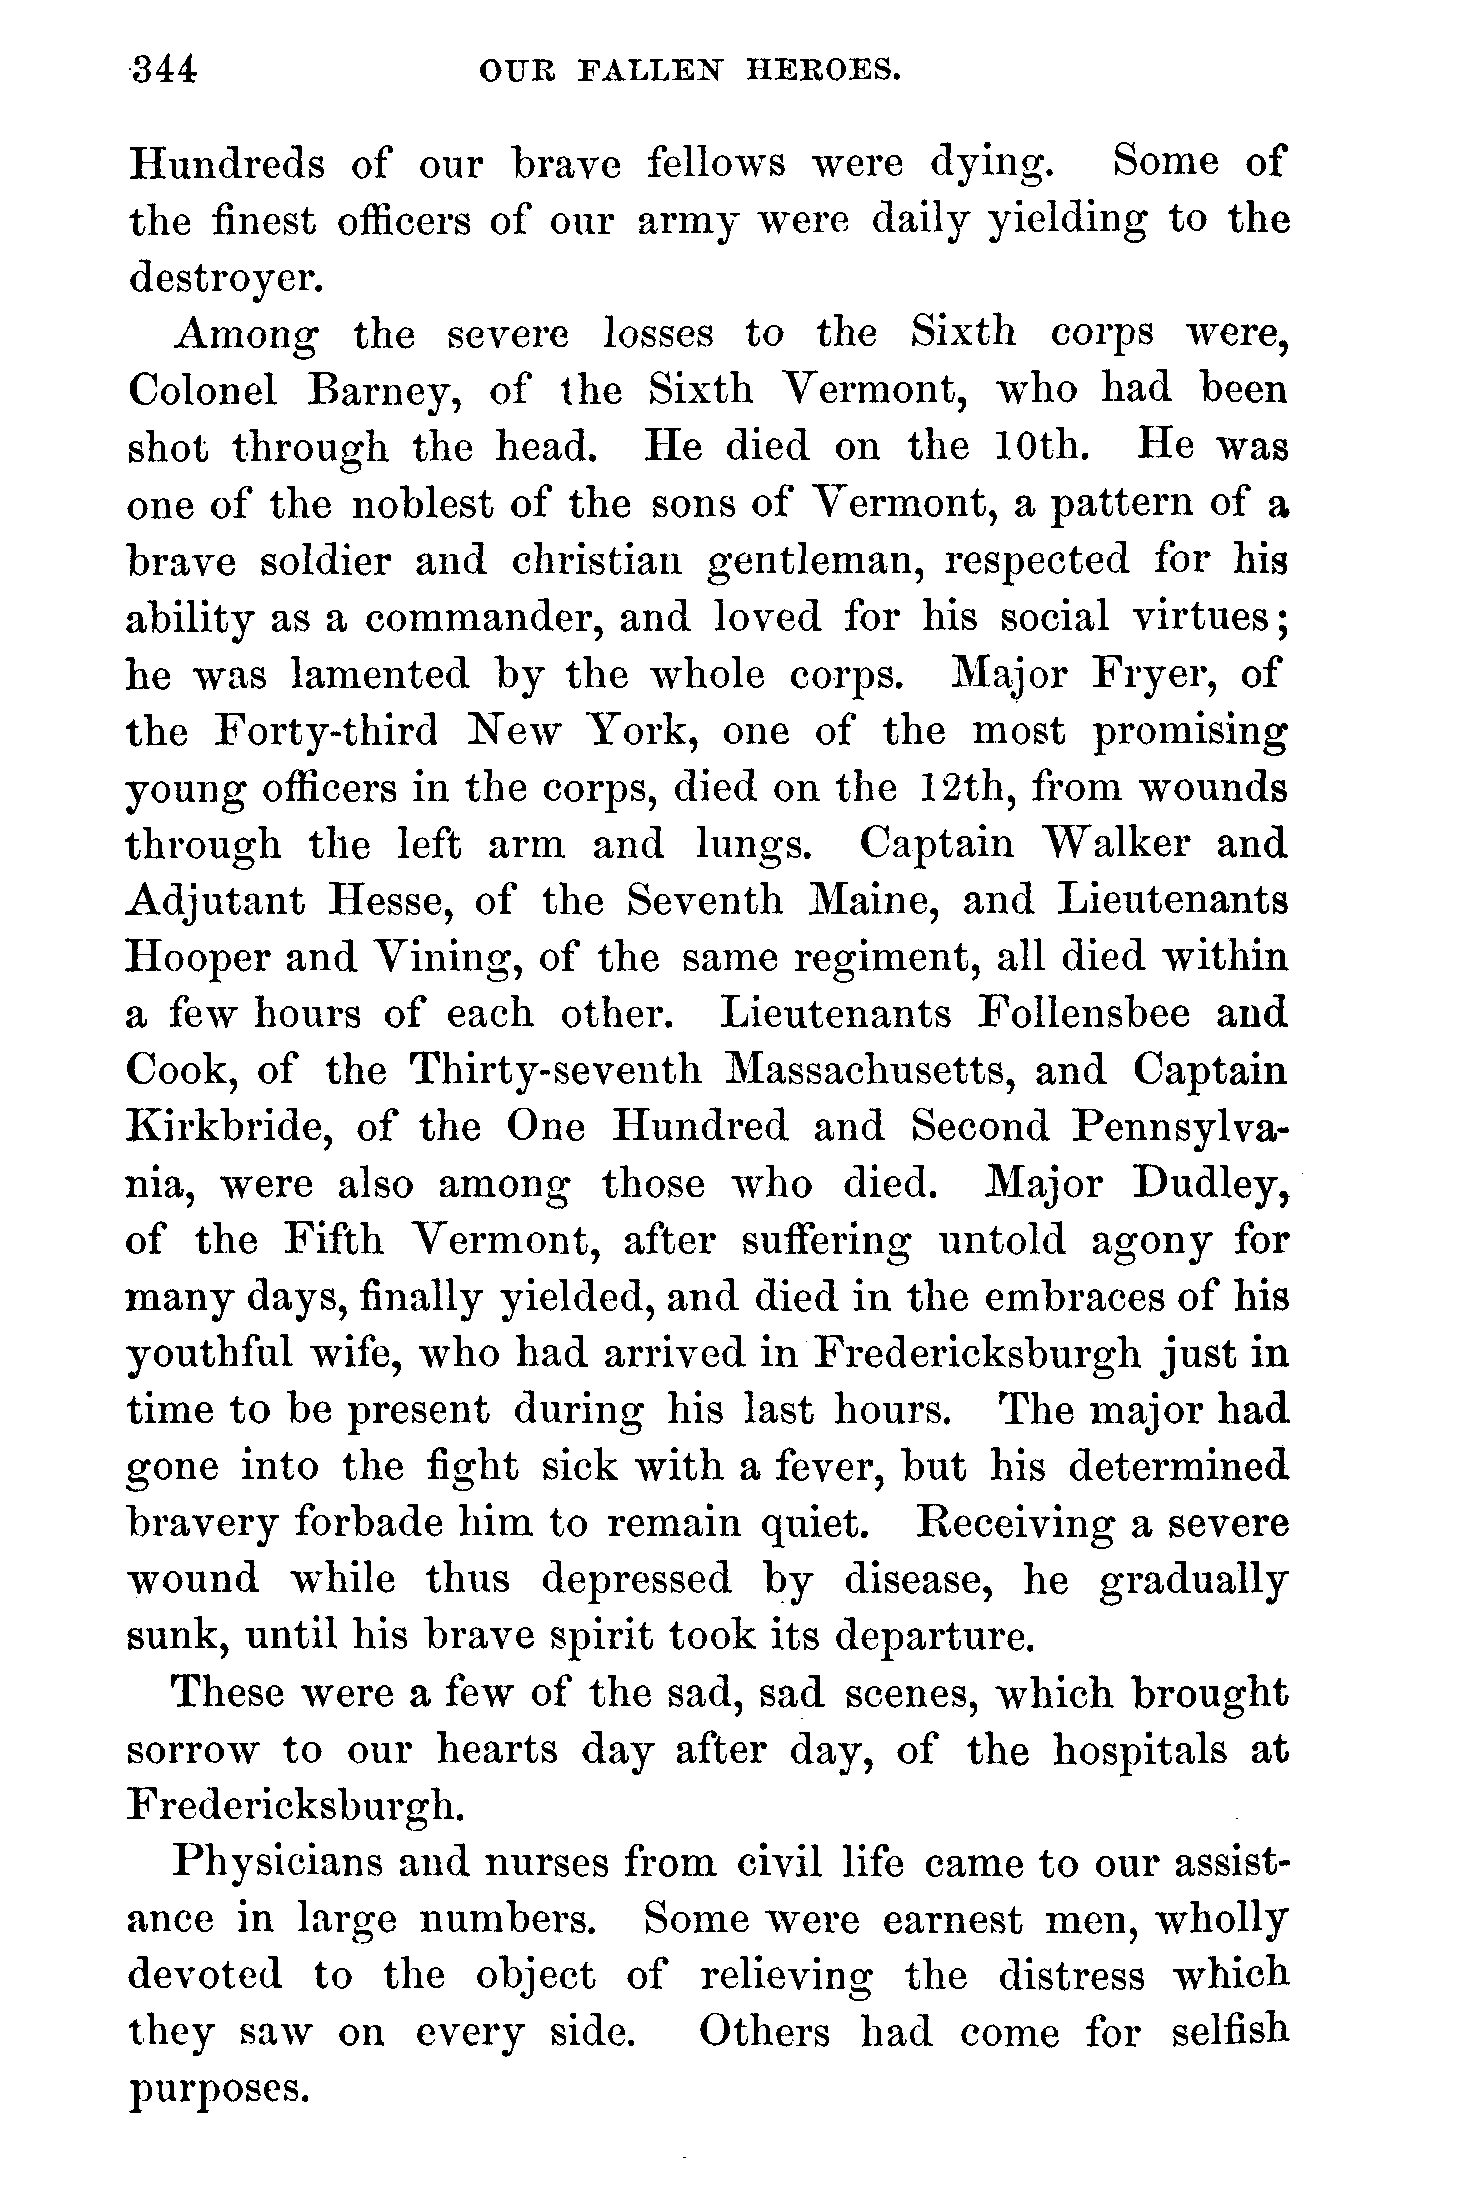 344 OUR FALLEN HEROES.
Hundreds of our brave fellows were dying. Some of
the finest officers of our army were daily yielding to the
destroyer.
Among the severe losses to the Sixth corps were,
Colonel Barney, of the Sixth Vermont, who had been
shot through the head. He died on the 10th. He was
one of the noblest of the sons of Vermont, a pattern of a
brave soldier and christian gentleman, respected for his
ability as a commander, and loved for his social virtues;
he was lamented by the whole corps. Major Fryer, of
the Forty-third New York, one of the most promising
young officers in the corps, died on the 12th, from wounds
through the left arm and lungs. Captain Walker and
Adjutant Hesse, of the Seventh Maine, and Lieutenants
Hooper and Vining, of the same regiment, all died within
a few hours of each other. Lieutenants Follensbee and
Cook, of the Thirty-seventh Massachusetts, and Captain
Kirkbride, of the One Hundred and Second Pennsylva-
nia, were also among those who died. Major Dudley,
of the Fifth Vermont, after suffering untold agony for
many days, finally yielded, and died in the embraces of his
youthful wife, who had arrived in Fredericksburgh just in
time to be present during his last hours. The major had
gone into the fight sick with a fever, but his determined
bravery forbade him to remain quiet. Receiving a severe
wound while thus depressed by disease, he gradually
sunk, until his brave spirit took its departure.
These were a few of the sad, sad scenes, which brought
sorrow to our hearts day after day, of the hospitals at
Fredericksburgh.
Physicians and nurses from civil life came to our assist-
ance in large numbers. Some were earnest men, wholly
devoted to the object of relieving the distress which
they saw on every side. Others had come for selfish
purposes.